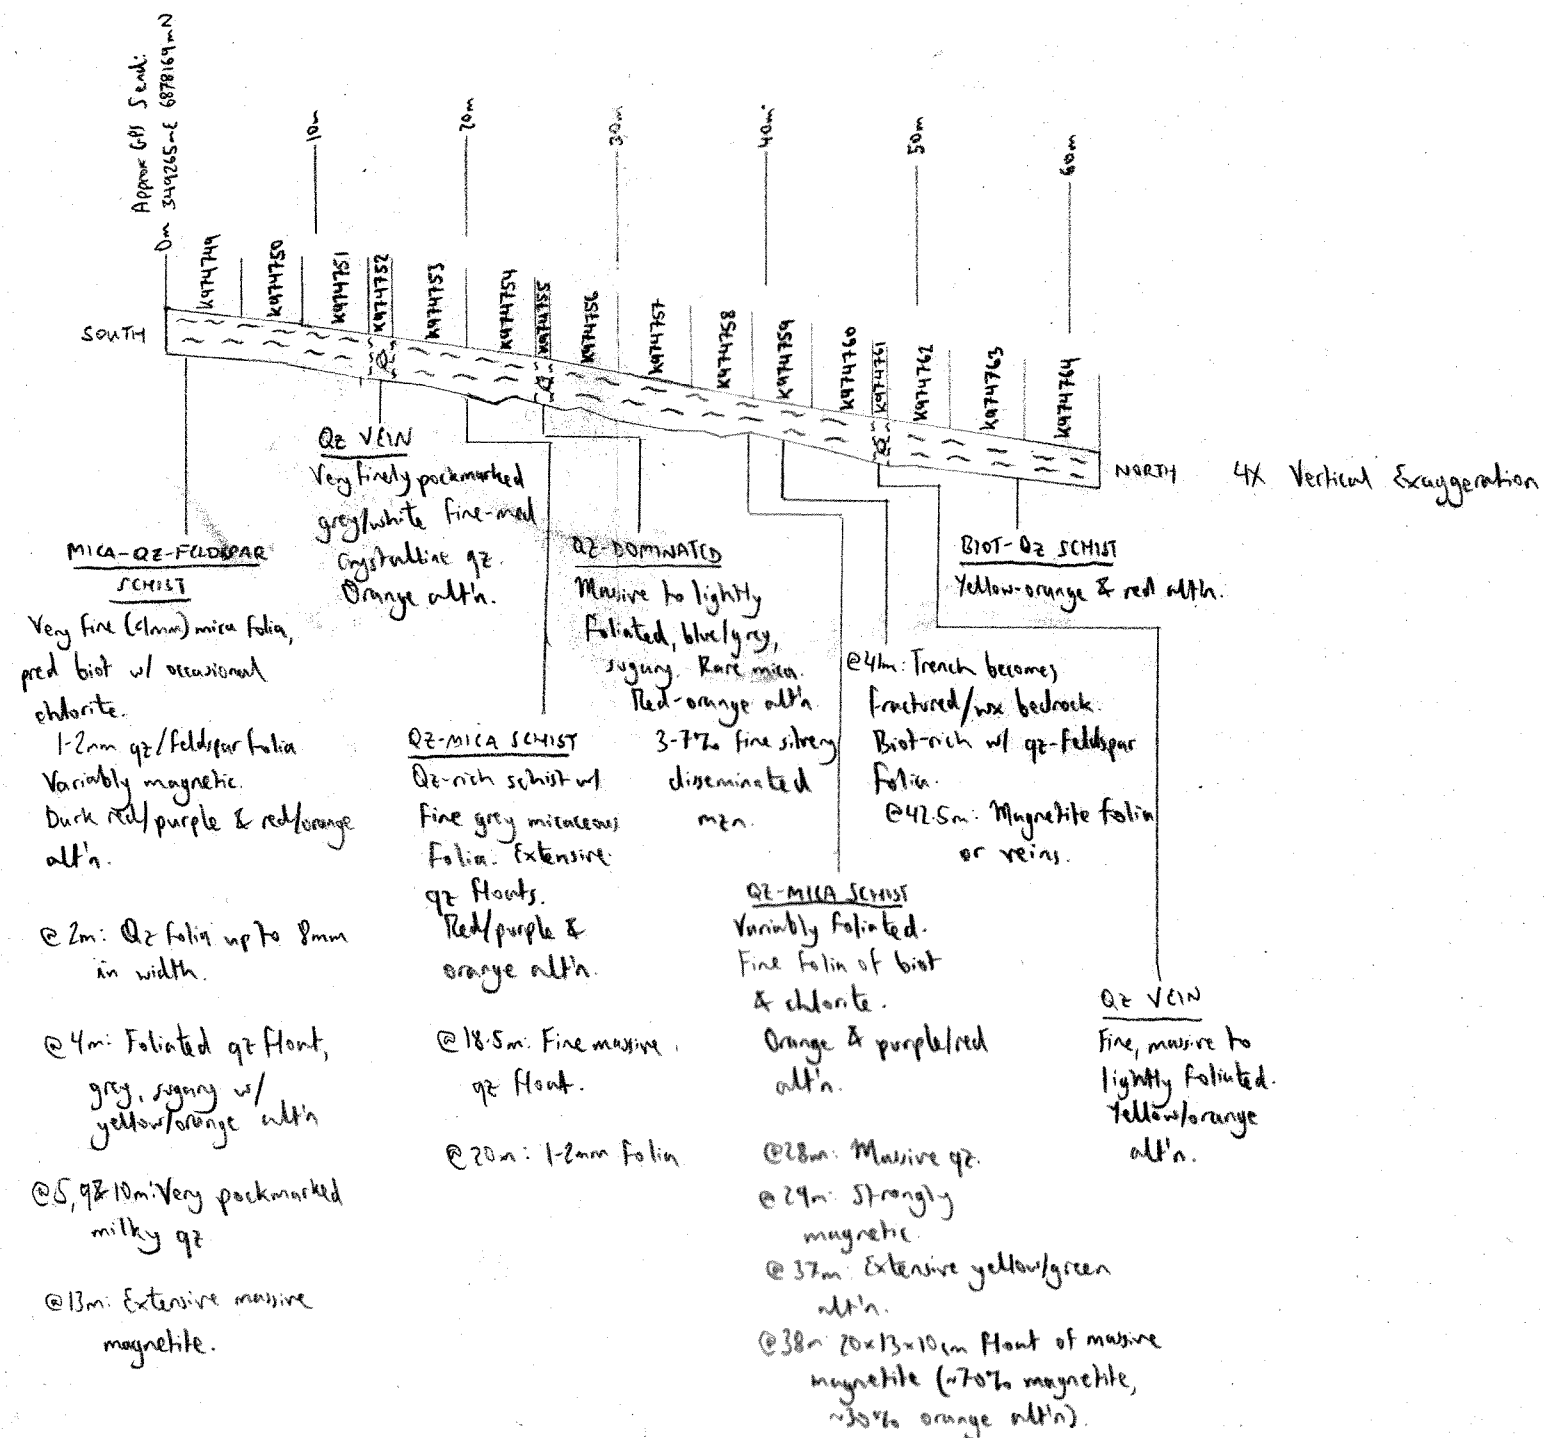 Approx GPS S end:
0m 349265mE 6878169mN
10m
20m
30m
40m
50m
60m
K974749
K974750
K974751
K974752
K974753
K974754
K974755
K974756
K974757
K974758
K974759
K974760
K974761
K974762
K974763
K974764
SOUTH
Q
Q
Q
NORTH
4X Vertical Exaggeration
MICA-QZ-FELDSPAR
SCHIST
Very fine (<1mm) mica folia,
pred biot w/ occasional
chlorite.
1-2mm qz/feldspar folia
Variably magnetic.
Dark red/purple & red/orange
alt'n.
@ 2m: Qz folia up to 8mm
in width.
@ 4m: Foliated qz float,
grey, sugary w/
yellow/orange alt'n
@ 5, 9 & 10m: Very pockmarked
milky qz
@ 13m: Extensive massive
magnetite.
QZ VEIN
Very finely pockmarked
grey/white fine-med
crystalline qz.
Orange alt'n.
QZ-MICA SCHIST
Qz-rich schist w/
fine grey micaceous
folia. Extensive
qz floats.
Red/purple &
orange alt'n.
@ 18.5m: Fine massive
qz float.
@ 20m: 1-2mm folia
QZ-DOMINATED
Massive to lightly
foliated, blue/grey,
sugary. Rare mica.
Red-orange alt'n.
3-7% fine silvery
disseminated
mzn.
QZ-MICA SCHIST
Variably foliated.
Fine folia of biot
& chlorite.
Orange & purple/red
alt'n.
@ 28m: Massive qz.
@ 29m: Strongly
magnetic.
@ 37m: Extensive yellow/green
alt'n.
@ 38m 20x13x10cm float of massive
magnetite (~70% magnetite,
~30% orange alt'n).
@ 41m: Trench becomes
fractured/wx bedrock.
Biot-rich w/ qz-feldspar
folia.
@ 42.5m: Magnetite folia
or veins.
BIOT-QZ SCHIST
Yellow-orange & red alt'n.
QZ VEIN
Fine, massive to
lightly foliated.
Yellow/orange
alt'n.